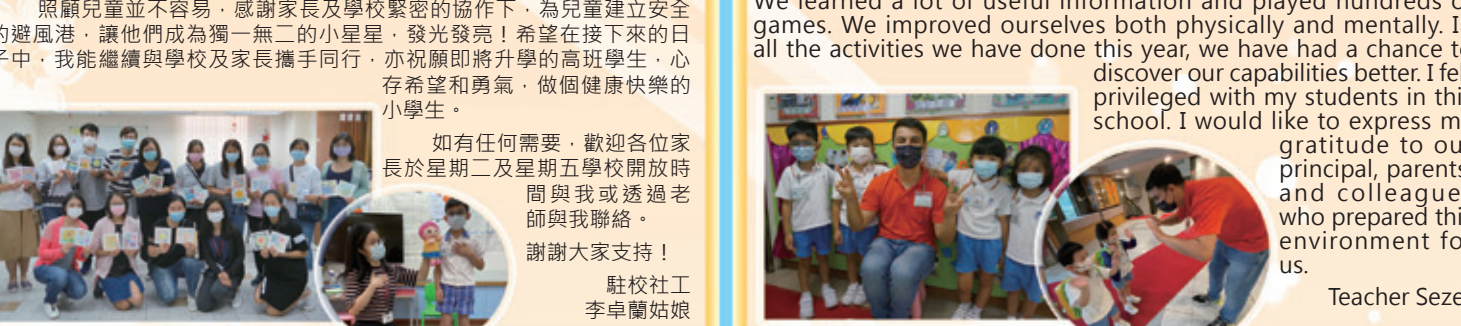 照顧兒童並不容易，感謝家長及學校緊密的協作下，為兒童建立安全
的避風港，讓他們成為獨一無二的小星星，發光發亮！希望在接下來的日
子中，我能繼續與學校及家長攜手同行，亦祝願即將升學的高班學生，心
存希望和勇氣，做個健康快樂的
小學生。
如有任何需要，歡迎各位家
長於星期二及星期五學校開放時
間與我或透過老
師與我聯絡。
謝謝大家支持！
駐校社工
李卓蘭姑娘
We learned a lot of useful information and played hundreds o
games. We improved ourselves both physically and mentally. I
all the activities we have done this year, we have had a chance to
discover our capabilities better. I fel
privileged with my students in thi
school. I would like to express m
gratitude to ou
principal, parents
and colleague
who prepared thi
environment fo
us.
Teacher Seze